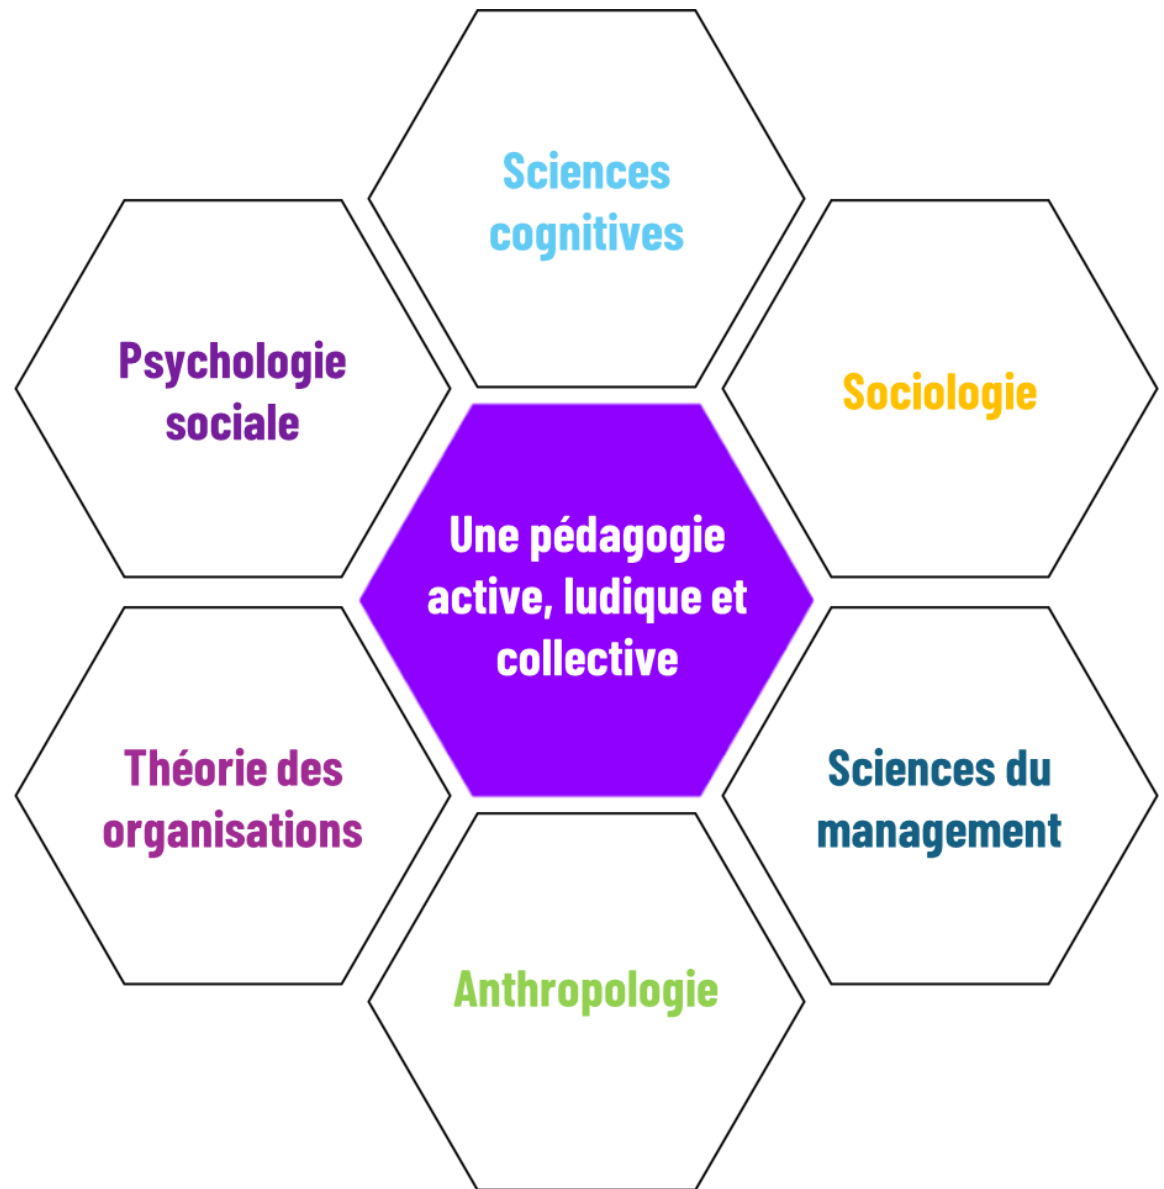 Sciences
cognitives
Psychologie
sociale
Sociologie
Une pédagogie
active, ludique et
collective
Théorie des
organisations
Sciences du
management
Anthropologie